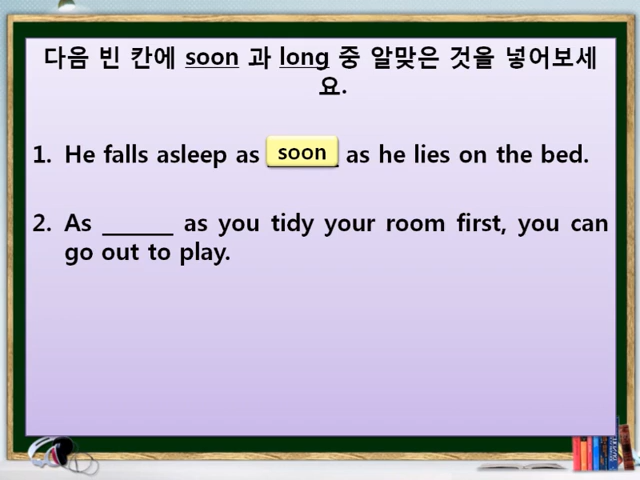 다음 빈 칸에 soon 과 long 중 알맞은 것을 넣어보세
요.
1. He falls asleep as soon as he lies on the bed.
2. As ______ as you tidy your room first, you can
go out to play.